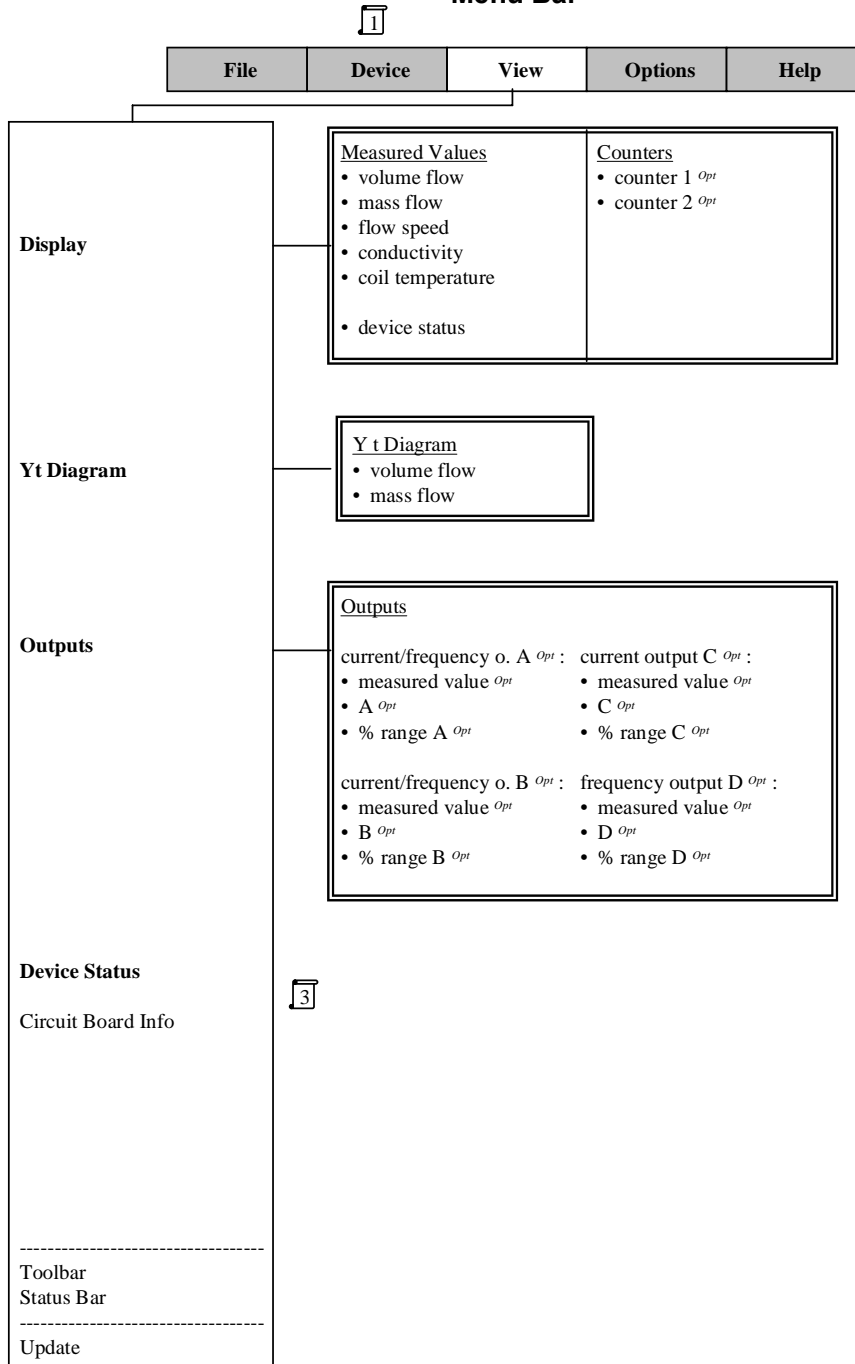 Menu Bar
1
File Device View Options Help
Display
Measured Values
• volume flow
• mass flow
• flow speed
• conductivity
• coil temperature
• device status
Counters
• counter 1 Opt
• counter 2 Opt
Yt Diagram
Y t Diagram
• volume flow
• mass flow
Outputs
Outputs
current/frequency o. A Opt :
• measured value Opt
• A Opt
• % range A Opt
current output C Opt :
• measured value Opt
• C Opt
• % range C Opt
current/frequency o. B Opt :
• measured value Opt
• B Opt
• % range B Opt
frequency output D Opt :
• measured value Opt
• D Opt
• % range D Opt
Device Status
3
Circuit Board Info
-----------------------------------
Toolbar
Status Bar
-----------------------------------
Update